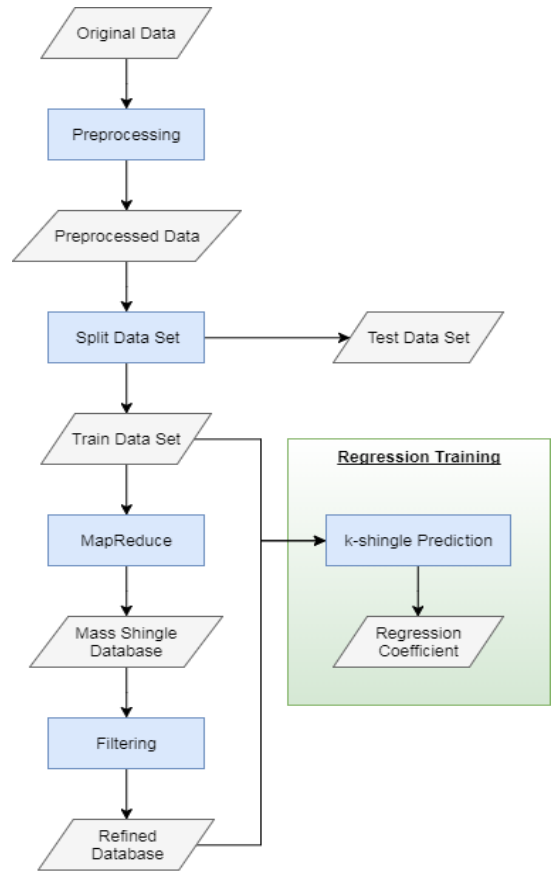 Original Data
Preprocessing
Preprocessed Data
Split Data Set
Test Data Set
Train Data Set
Regression Training
MapReduce
k-shingle Prediction
Mass Shingle
Database
Regression
Coefficient
Filtering
Refined
Database